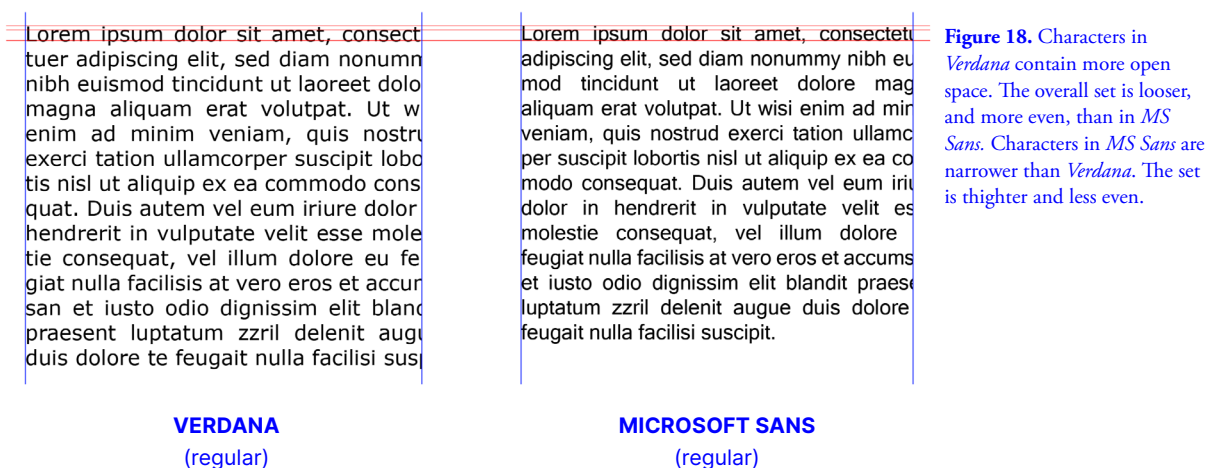 Lorem ipsum dolor sit amet, consect
tuer adipiscing elit, sed diam nonumm
nibh euismod tincidunt ut laoreet dolo
magna aliquam erat volutpat. Ut w
enim ad minim veniam, quis nostru
exerci tation ullamcorper suscipit lobo
tis nisl ut aliquip ex ea commodo cons
quat. Duis autem vel eum iriure dolor
hendrerit in vulputate velit esse mole
tie consequat, vel illum dolore eu fe
giat nulla facilisis at vero eros et accum
san et iusto odio dignissim elit bland
praesent luptatum zzril delenit augu
duis dolore te feugait nulla facilisi susp
VERDANA
(regular)
Lorem ipsum dolor sit amet, consectetu
adipiscing elit, sed diam nonummy nibh eu
mod tincidunt ut laoreet dolore mag
aliquam erat volutpat. Ut wisi enim ad min
veniam, quis nostrud exerci tation ullamc
per suscipit lobortis nisl ut aliquip ex ea co
modo consequat. Duis autem vel eum iriu
dolor in hendrerit in vulputate velit es
molestie consequat, vel illum dolore
feugiat nulla facilisis at vero eros et accums
et iusto odio dignissim elit blandit praese
luptatum zzril delenit augue duis dolore
feugait nulla facilisi suscipit.
MICROSOFT SANS
(regular)
Figure 18. Characters in
Verdana contain more open
space. The overall set is looser,
and more even, than in MS
Sans. Characters in MS Sans are
narrower than Verdana. The set
is thighter and less even.